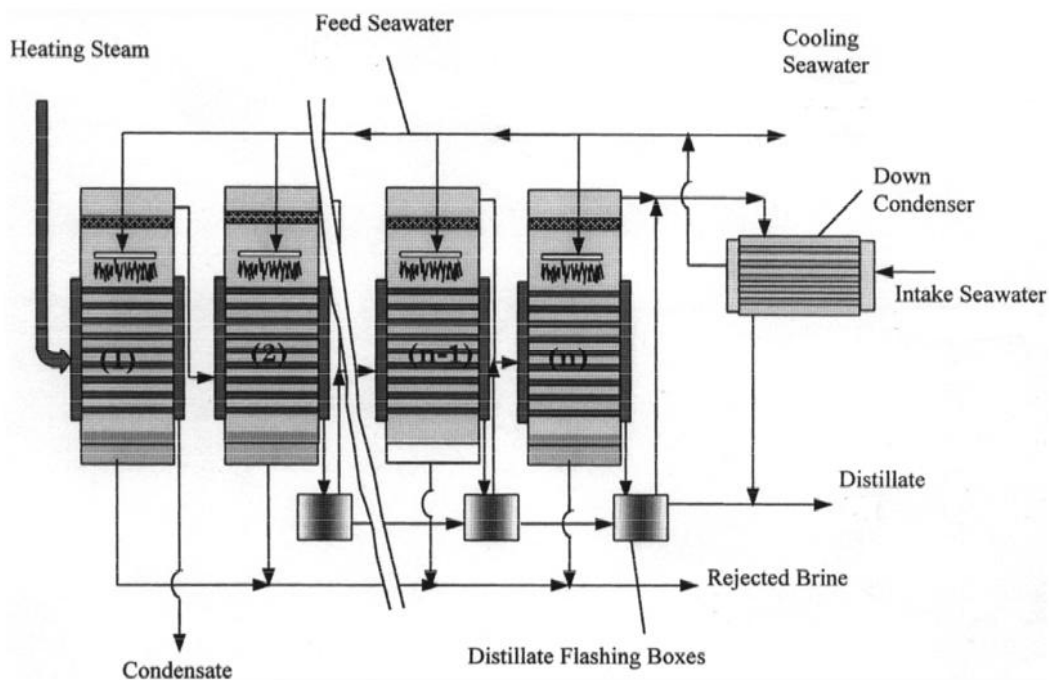 Feed Seawater
Heating Steam
Cooling
Seawater
Down
Condenser
Intake Seawater
(1)
(2)
(n-1)
(n)
Distillate
Rejected Brine
Distillate Flashing Boxes
Condensate